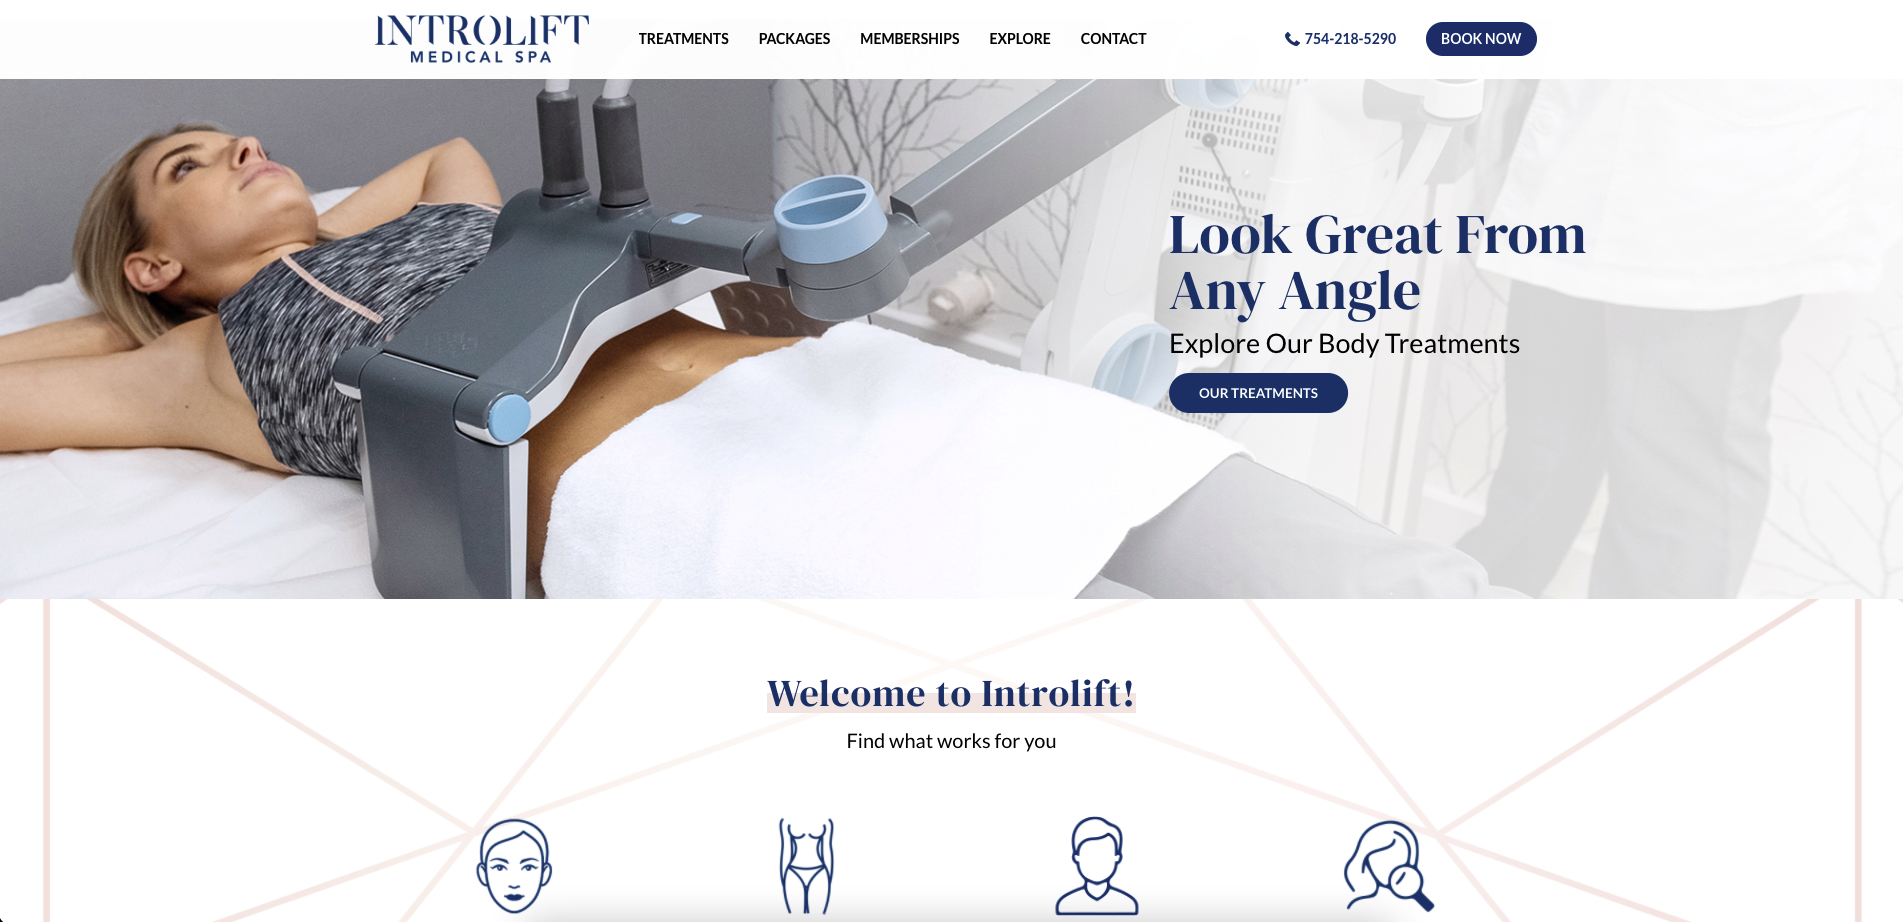 INTROLIFT
MEDICAL SPA
TREATMENTS PACKAGES MEMBERSHIPS EXPLORE CONTACT
754-218-5290
BOOK NOW
Look Great From
Any Angle
Explore Our Body Treatments
OUR TREATMENTS
Welcome to Introlift!
Find what works for you